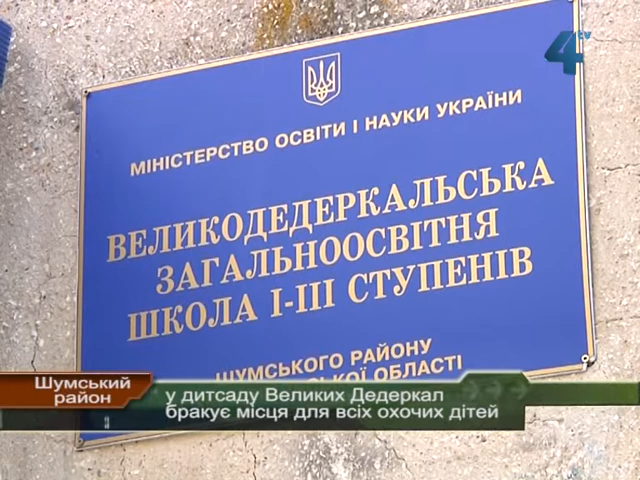 4tv
МІНІСТЕРСТВО ОСВІТИ І НАУКИ УКРАЇНИ
ВЕЛИКОДЕДЕРКАЛЬСЬКА
ЗАГАЛЬНООСВІТНЯ
ШКОЛА І-ІІІ СТУПЕНІВ
ШУМСЬКОГО РАЙОНУ
ОБЛАСТІ
Шумський
район
у дитсаду Великих Дедеркал
бракує місця для всіх охочих дітей